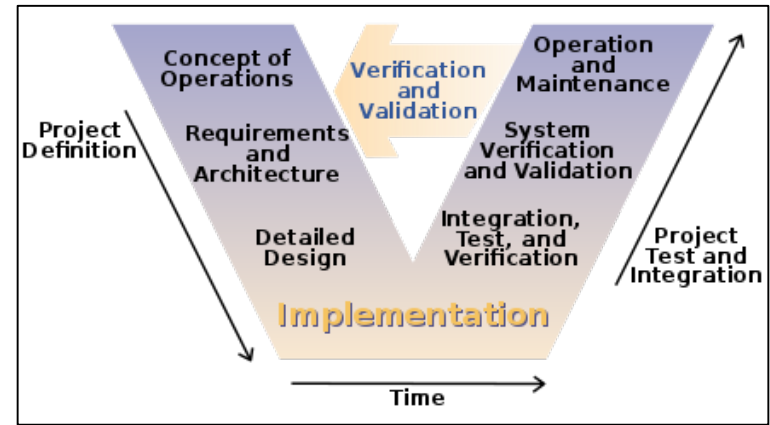 Concept of
Operations
Verification
and
Validation
Operation
and
Maintenance
Project
Definition
Requirements
and
Architecture
System
Verification
and Validation
Detailed
Design
Integration,
Test, and
Verification
Project
Test and
Integration
Implementation
Time